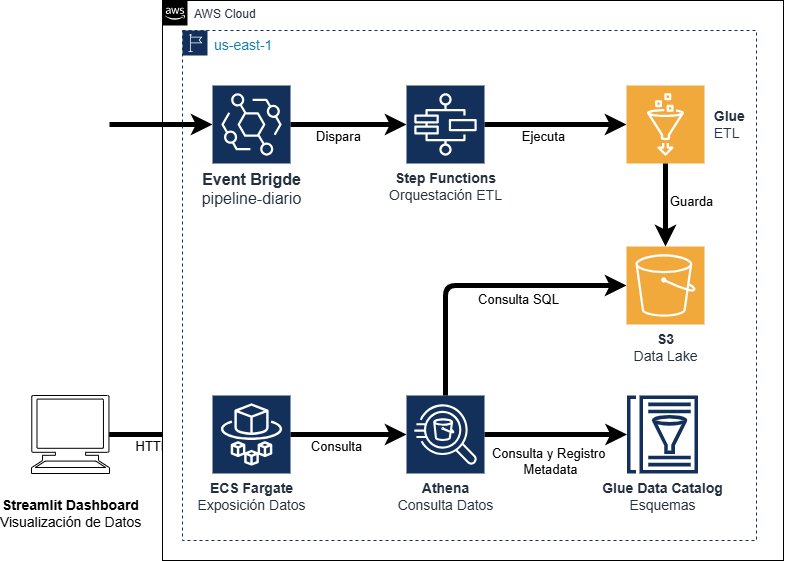 aws
AWS Cloud
us-east-1
Dispara
Ejecuta
Event Brigde
pipeline-diario
Step Functions
Orquestación ETL
Glue
ETL
Guarda
Consulta SQL
S3
Data Lake
HTT
Consulta
Consulta y Registro
Metadata
Streamlit Dashboard
Visualización de Datos
ECS Fargate
Exposición Datos
Athena
Consulta Datos
Glue Data Catalog
Esquemas